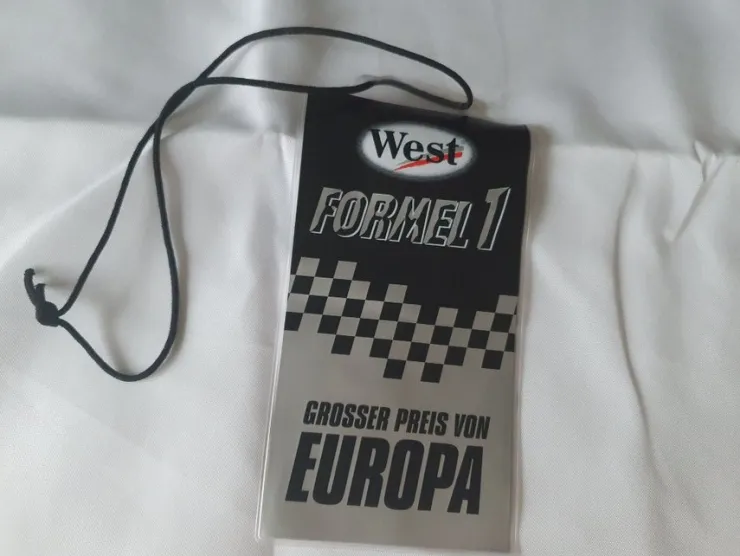 West
FORMEL 1
GROSSER PREIS VON
EUROPA